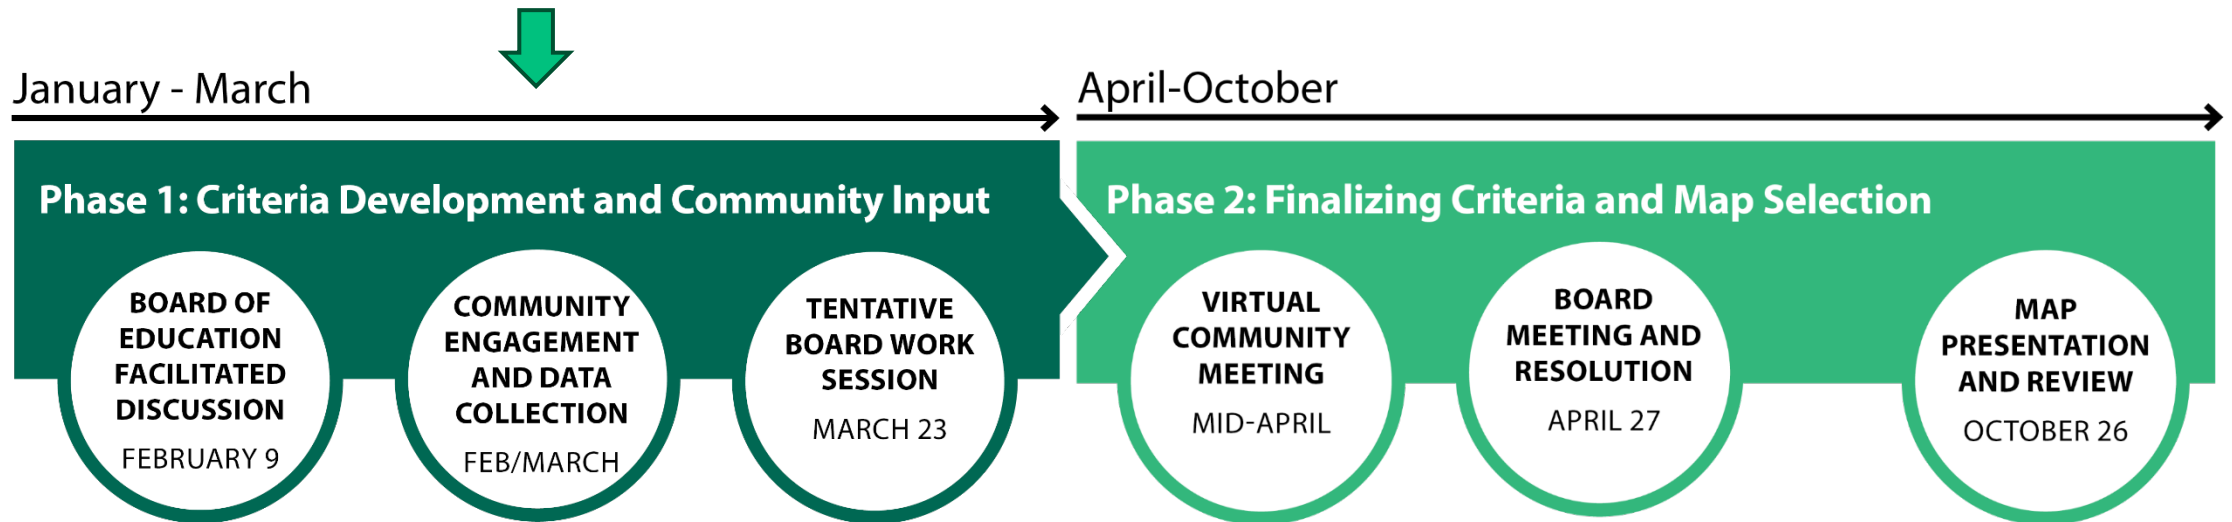 January - March
April-October
Phase 1: Criteria Development and Community Input
BOARD OF
EDUCATION
FACILITATED
DISCUSSION
FEBRUARY 9
COMMUNITY
ENGAGEMENT
AND DATA
COLLECTION
FEB/MARCH
TENTATIVE
BOARD WORK
SESSION
MARCH 23
Phase 2: Finalizing Criteria and Map Selection
VIRTUAL
COMMUNITY
MEETING
MID-APRIL
BOARD
MEETING AND
RESOLUTION
APRIL 27
MAP
PRESENTATION
AND REVIEW
OCTOBER 26